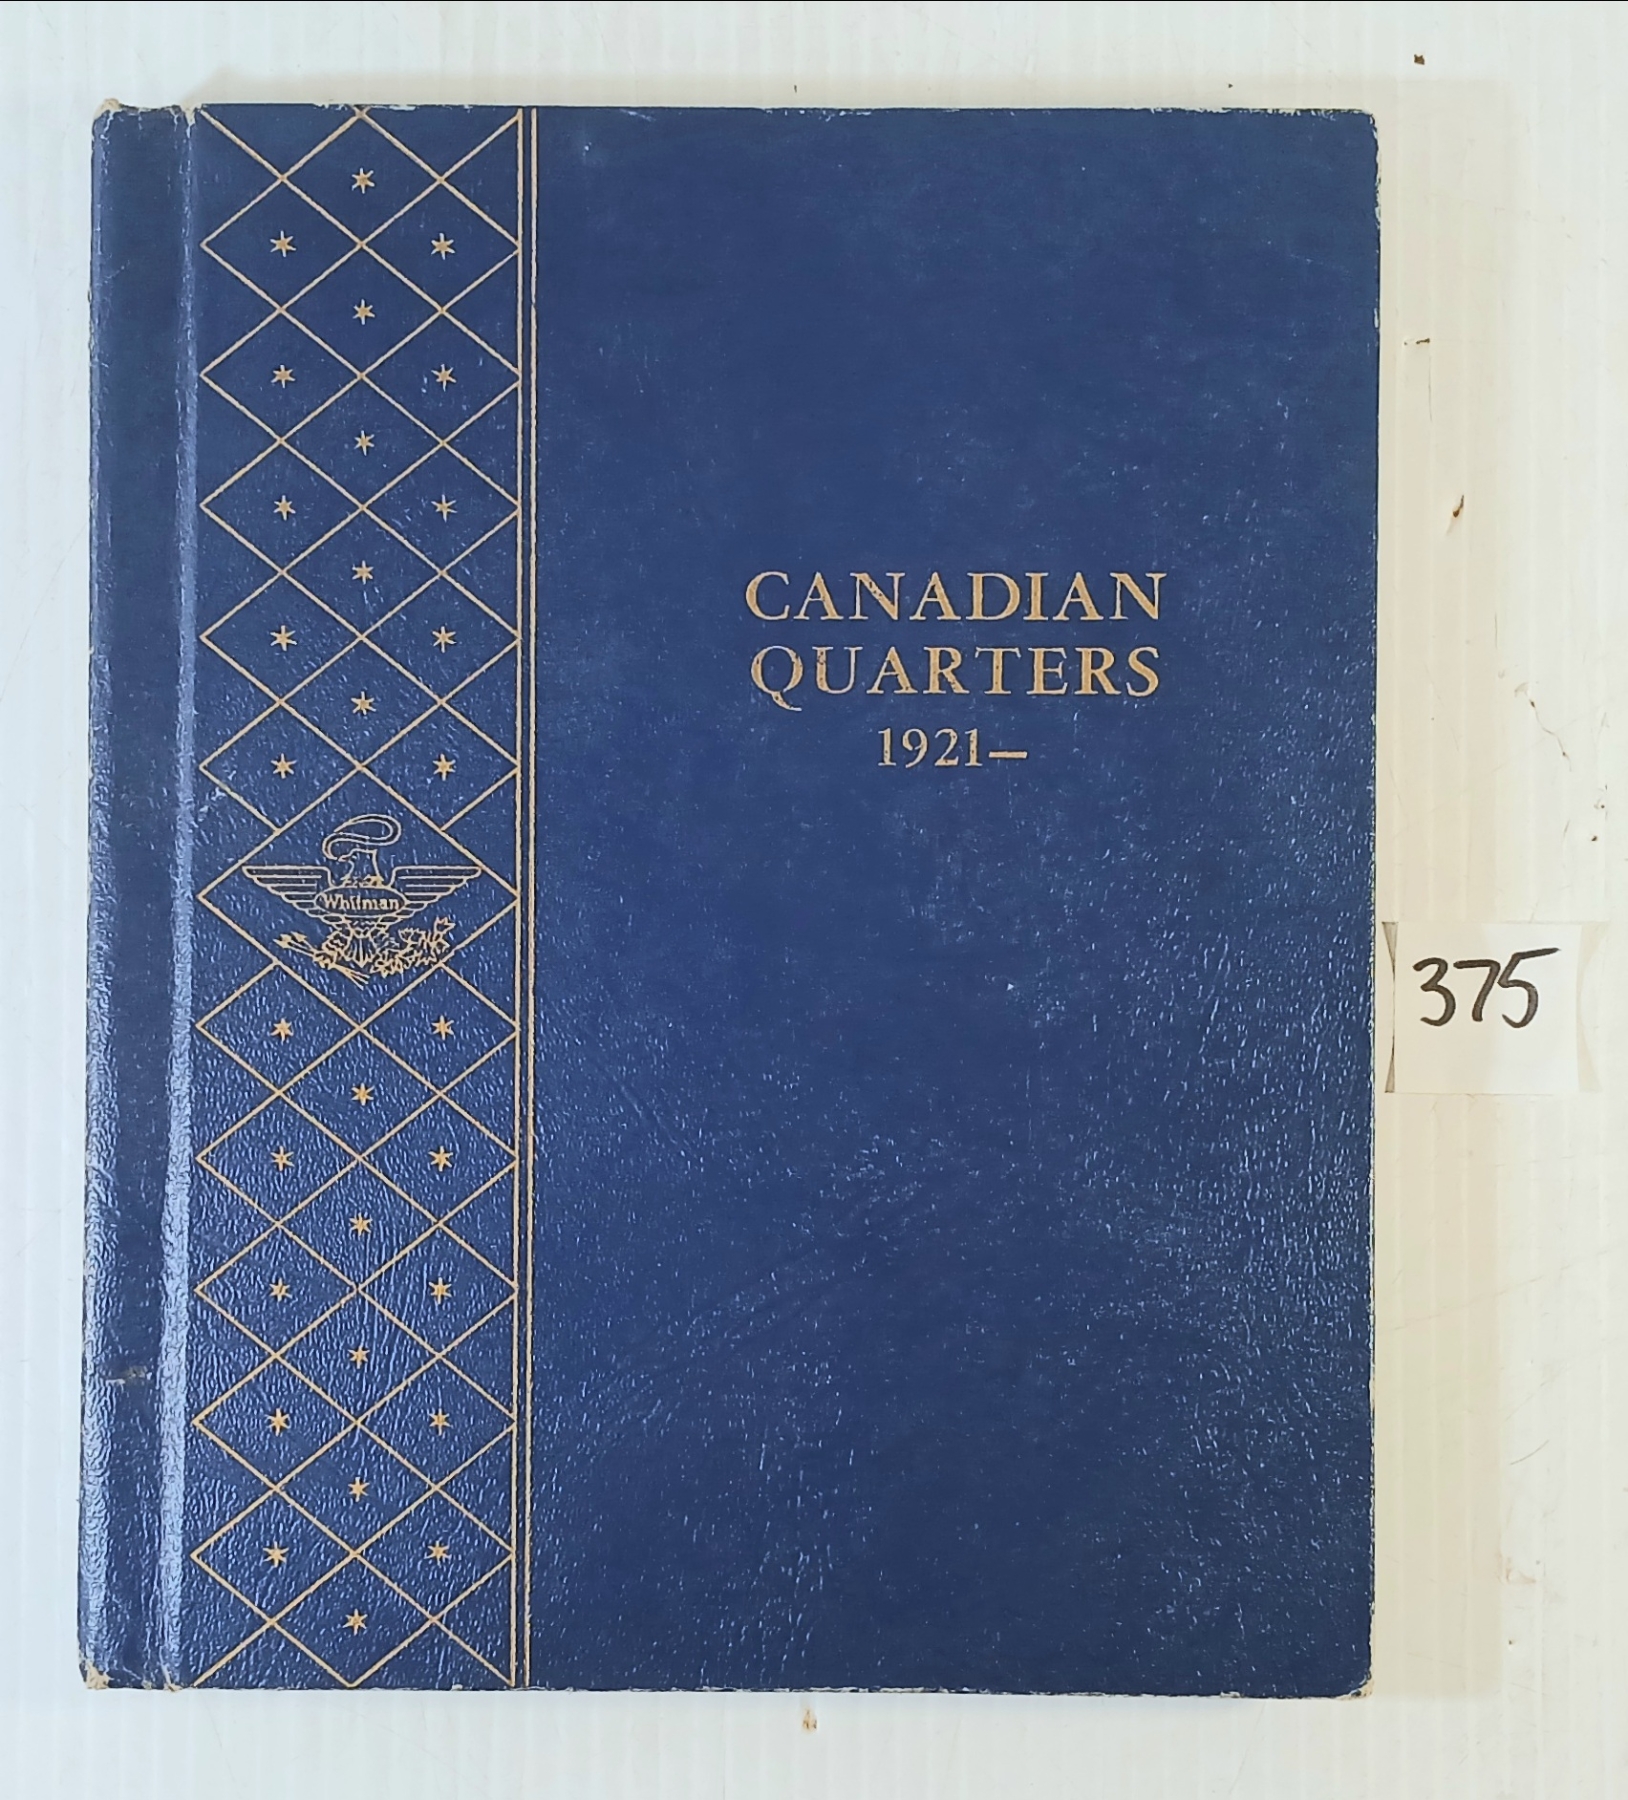 CANADIAN
QUARTERS
1921—
Whitman
375